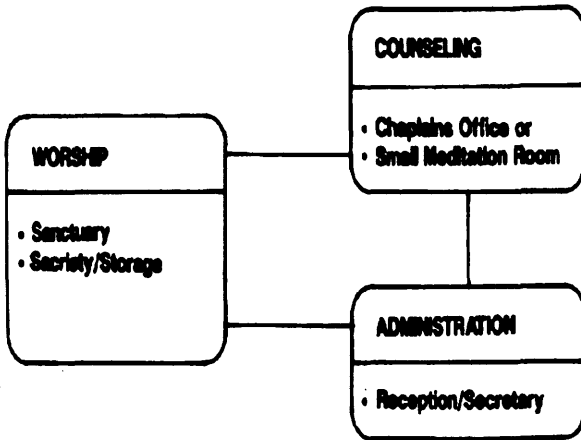 COUNSELING
• Chaplains Office or
• Small Meditation Room
WORSHIP
• Sanctuary
• Sacristy/Storage
ADMINISTRATION
• Reception/Secretary